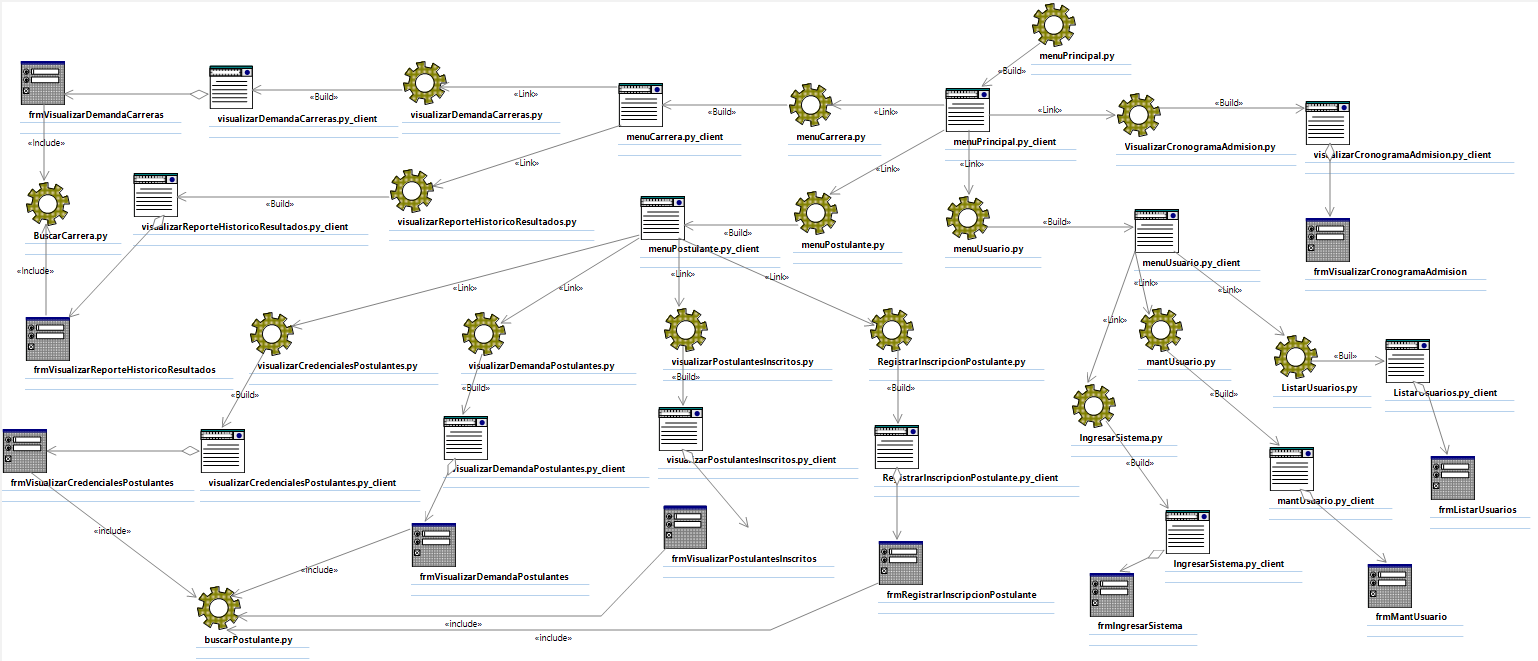 menuPrincipal.py
«Build»
frmVisualizarDemandaCarreras
«Build»
visualizarDemandaCarreras.py_client
visualizarDemandaCarreras.py
«Link»
menuCarrera.py_client
«Build»
menuCarrera.py
«Link»
menuPrincipal.py_client
«Link»
VisualizarCronogramaAdmision.py
«Build»
visualizarCronogramaAdmision.py_client
«Include»
«Link»
«Link»
«Link»
BuscarCarrera.py
visualizarReporteHistoricoResultados.py_client
«Build»
visualizarReporteHistoricoResultados.py
menuPostulante.py_client
«Build»
menuPostulante.py
menuUsuario.py
«Build»
menuUsuario.py_client
frmVisualizarCronogramaAdmision
«Include»
«Link»
«Link»
«Link»
«Link»
«Link»
«Link»
«Link»
frmVisualizarReporteHistoricoResultados
visualizarCredencialesPostulantes.py
visualizarDemandaPostulantes.py
visualizarPostulantesInscritos.py
RegistrarInscripcionPostulante.py
mantUsuario.py
ListarUsuarios.py
«Buil»
ListarUsuarios.py_client
«Build»
«Build»
«Build»
«Build»
«Build»
IngresarSistema.py
«Build»
frmVisualizarCredencialesPostulantes
visualizarCredencialesPostulantes.py_client
visualizarDemandaPostulantes.py_client
visualizarPostulantesInscritos.py_client
RegistrarInscripcionPostulante.py_client
mantUsuario.py_client
frmListarUsuarios
«include»
«include»
frmVisualizarDemandaPostulantes
frmVisualizarPostulantesInscritos
frmRegistrarInscripcionPostulante
IngresarSistema.py_client
frmIngresarSistema
frmMantUsuario
buscarPostulante.py
«include»
«include»